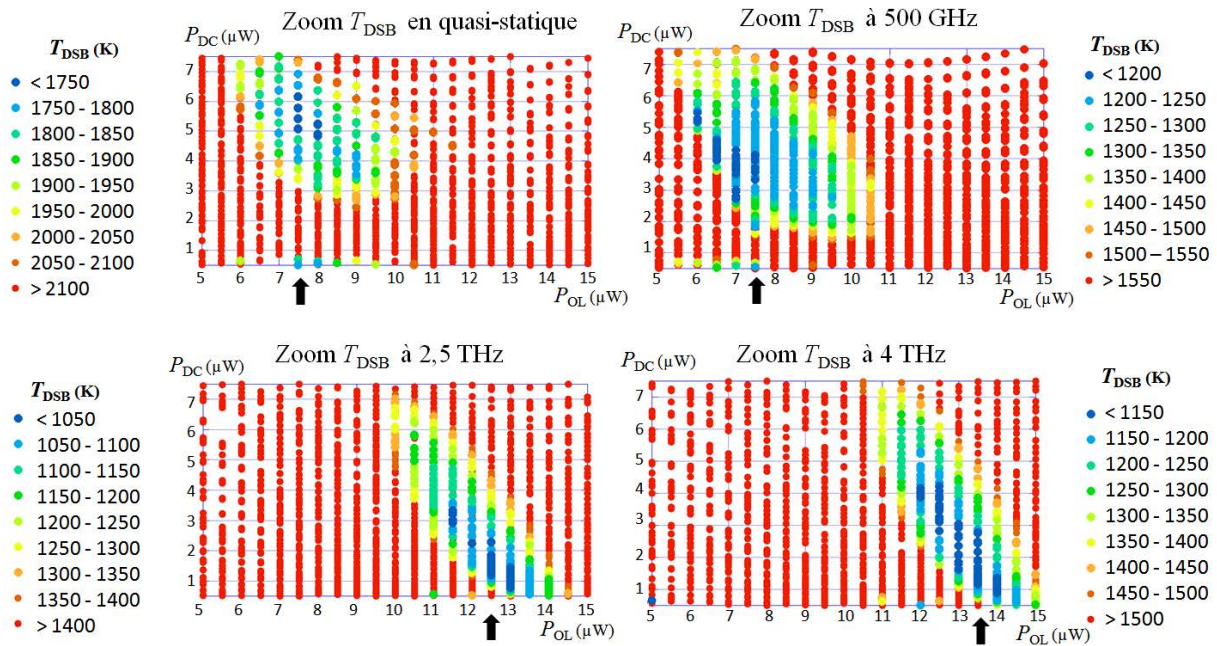 Zoom T_DSB en quasi-statique
T_DSB (K)
< 1750
1750 - 1800
1800 - 1850
1850 - 1900
1900 - 1950
1950 - 2000
2000 - 2050
2050 - 2100
> 2100
P_DC (µW)
7
6
5
4
3
2
1
5 6 7 8 9 10 11 12 13 14 15
P_OL (µW)
Zoom T_DSB à 500 GHz
P_DC (µW)
7
6
5
4
3
2
1
5 6 7 8 9 10 11 12 13 14 15
P_OL (µW)
T_DSB (K)
< 1200
1200 - 1250
1250 - 1300
1300 - 1350
1350 - 1400
1400 - 1450
1450 - 1500
1500 – 1550
> 1550
Zoom T_DSB à 2,5 THz
T_DSB (K)
< 1050
1050 - 1100
1100 - 1150
1150 - 1200
1200 - 1250
1250 - 1300
1300 - 1350
1350 - 1400
> 1400
P_DC (µW)
7
6
5
4
3
2
1
5 6 7 8 9 10 11 12 13 14 15
P_OL (µW)
Zoom T_DSB à 4 THz
P_DC (µW)
7
6
5
4
3
2
1
5 6 7 8 9 10 11 12 13 14 15
P_OL (µW)
T_DSB (K)
< 1150
1150 - 1200
1200 - 1250
1250 - 1300
1300 - 1350
1350 - 1400
1400 - 1450
1450 - 1500
> 1500